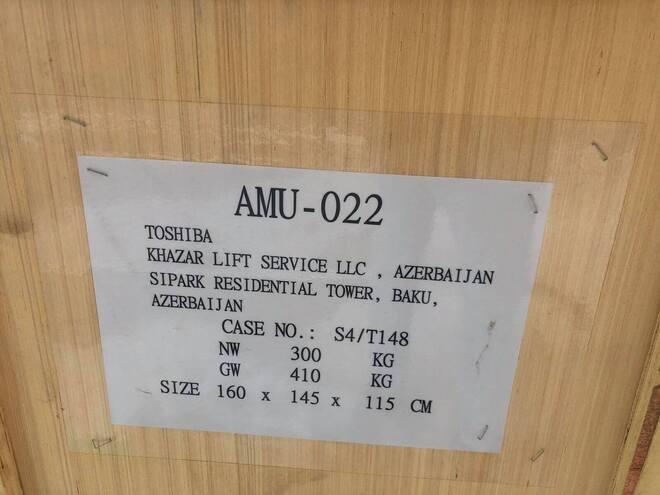 AMU-022
TOSHIBA
KHAZAR LIFT SERVICE LLC , AZERBAIJAN
SIPARK RESIDENTIAL TOWER, BAKU,
AZERBAIJAN
CASE NO.: S4/T148
NW 300 KG
GW 410 KG
SIZE 160 x 145 x 115 CM